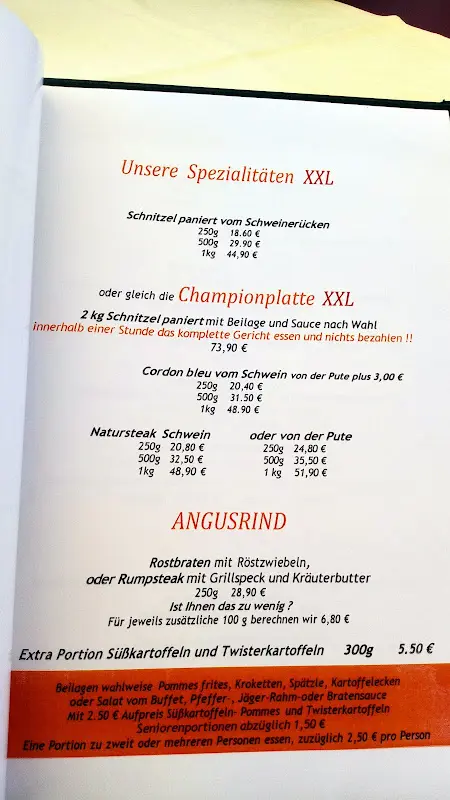 Unsere Spezialitäten XXL
Schnitzel paniert vom Schweinerücken
250g 18.60 €
500g 29.90 €
1kg 44,90 €
oder gleich die Championplatte XXL
2 kg Schnitzel paniert mit Beilage und Sauce nach Wahl
innerhalb einer Stunde das komplette Gericht essen und nichts bezahlen !!
73,90 €
Cordon bleu vom Schwein von der Pute plus 3,00 €
250g 20,40 €
500g 31.50 €
1kg 48.90 €
Natursteak Schwein oder von der Pute
250g 20,80 € 250g 24,80 €
500g 32,50 € 500g 35,50 €
1kg 48,90 € 1 kg 51,90 €
ANGUSRIND
Rostbraten mit Röstzwiebeln,
oder Rumpsteak mit Grillspeck und Kräuterbutter
250g 28,90 €
Ist Ihnen das zu wenig ?
Für jeweils zusätzliche 100 g berechnen wir 6,80 €
Extra Portion Süßkartoffeln und Twisterkartoffeln 300g 5.50 €
Beilagen wahlweise Pommes frites, Kroketten, Spätzle, Kartoffelecken
oder Salat vom Buffet, Pfeffer-, Jäger-Rahm-oder Bratensauce
Mit 2.50 € Aufpreis Süßkartoffeln- Pommes und Twisterkartoffeln
Seniorenportionen abzüglich 1,50 €
Eine Portion zu zweit oder mehreren Personen essen, zuzüglich 2,50 € pro Person